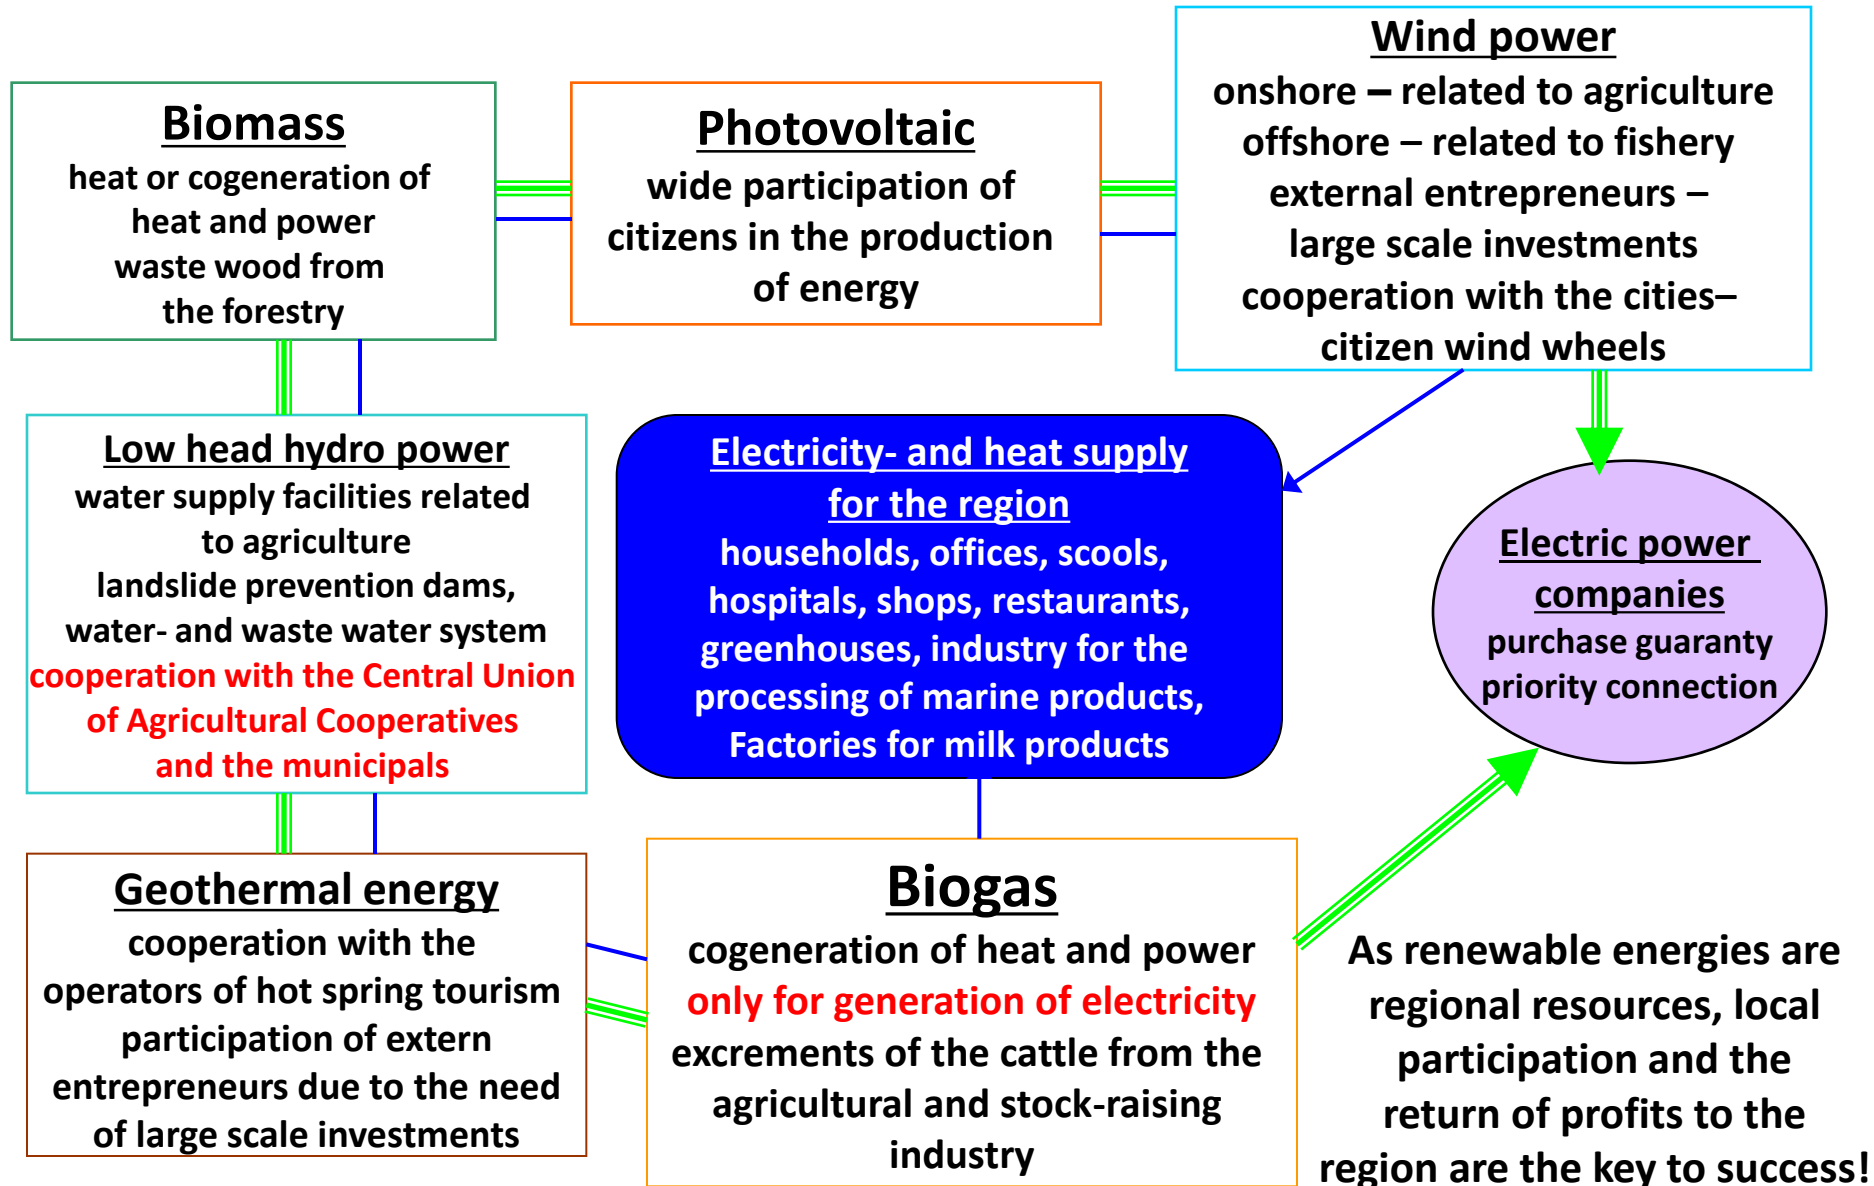 Biomass
heat or cogeneration of
heat and power
waste wood from
the forestry
Photovoltaic
wide participation of
citizens in the production
of energy
Wind power
onshore – related to agriculture
offshore – related to fishery
external entrepreneurs –
large scale investments
cooperation with the cities–
citizen wind wheels
Low head hydro power
water supply facilities related
to agriculture
landslide prevention dams,
water- and waste water system
cooperation with the Central Union
of Agricultural Cooperatives
and the municipals
Electricity- and heat supply
for the region
households, offices, scools,
hospitals, shops, restaurants,
greenhouses, industry for the
processing of marine products,
Factories for milk products
Electric power
companies
purchase guaranty
priority connection
Geothermal energy
cooperation with the
operators of hot spring tourism
participation of extern
entrepreneurs due to the need
of large scale investments
Biogas
cogeneration of heat and power
only for generation of electricity
excrements of the cattle from the
agricultural and stock-raising
industry
As renewable energies are
regional resources, local
participation and the
return of profits to the
region are the key to success!